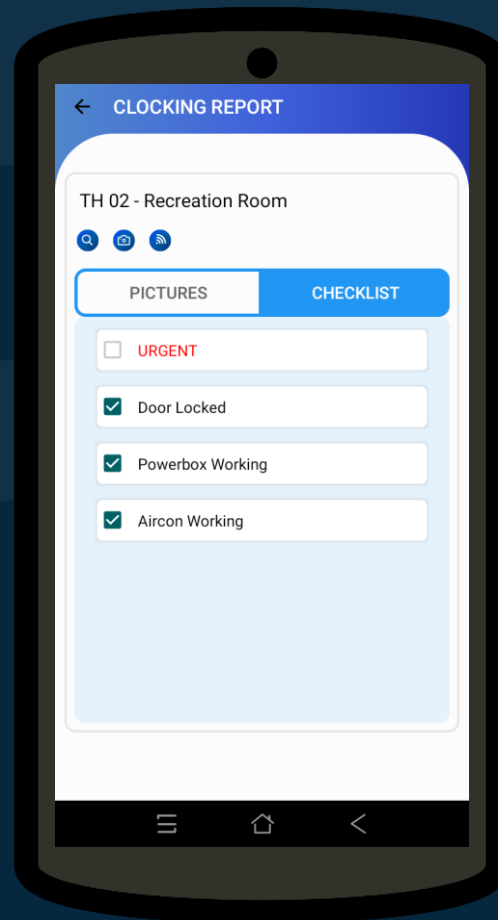 CLOCKING REPORT
TH 02 - Recreation Room
PICTURES
CHECKLIST
URGENT
Door Locked
Powerbox Working
Aircon Working